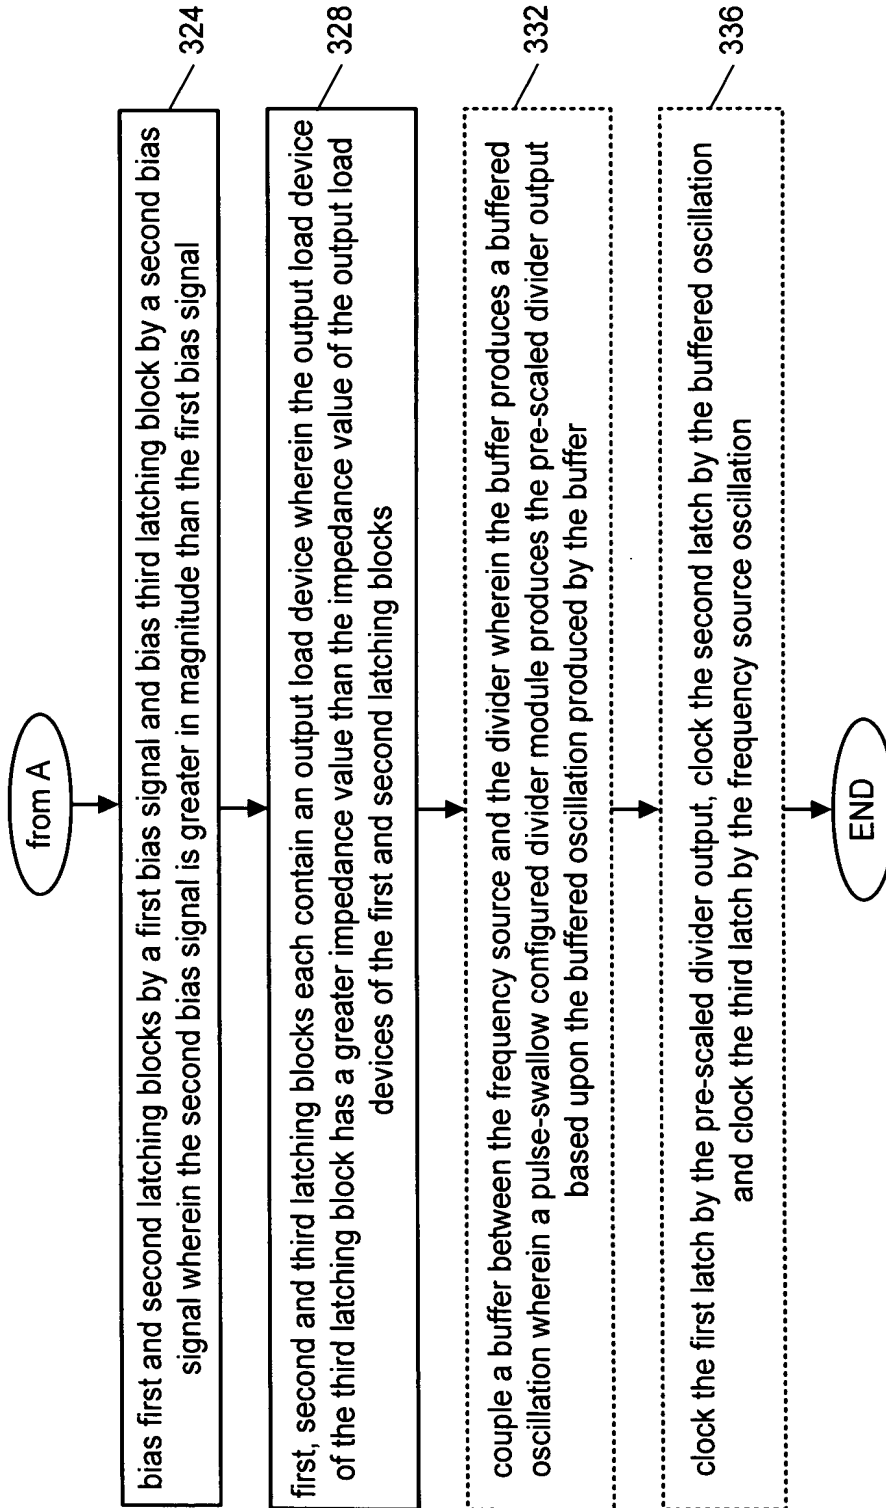 from A
324
bias first and second latching blocks by a first bias signal and bias third latching block by a second bias
signal wherein the second bias signal is greater in magnitude than the first bias signal
328
first, second and third latching blocks each contain an output load device wherein the output load device
of the third latching block has a greater impedance value than the impedance value of the output load
devices of the first and second latching blocks
332
couple a buffer between the frequency source and the divider wherein the buffer produces a buffered
oscillation wherein a pulse-swallow configured divider module produces the pre-scaled divider output
based upon the buffered oscillation produced by the buffer
336
clock the first latch by the pre-scaled divider output, clock the second latch by the buffered oscillation
and clock the third latch by the frequency source oscillation
END